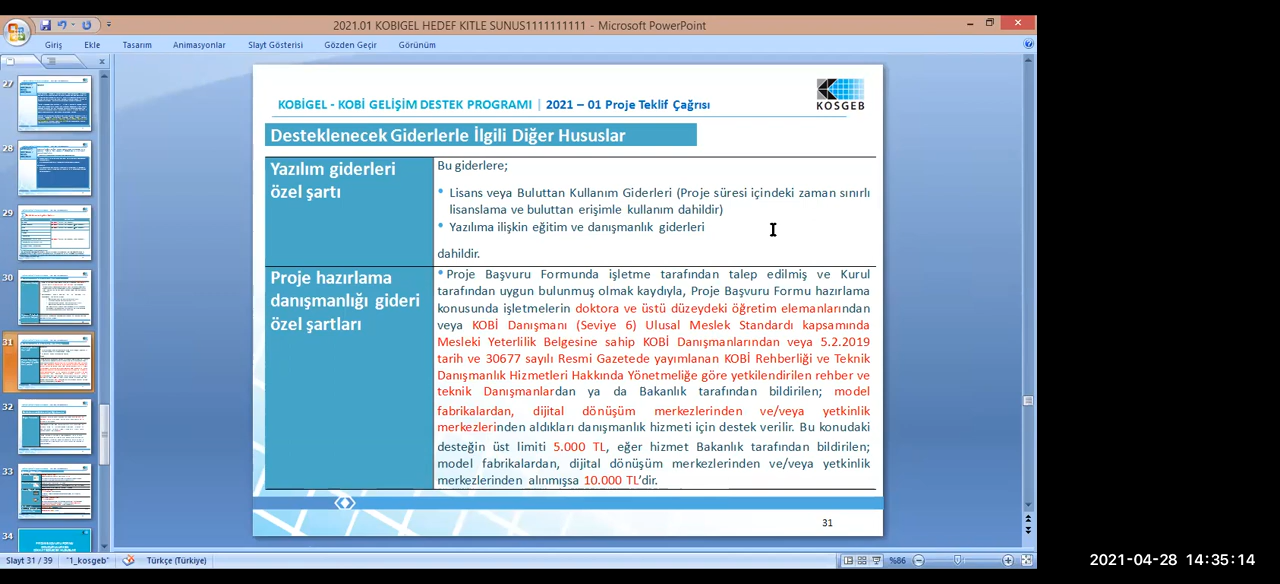 2021.01 KOBIGEL HEDEF KITLE SUNUS1111111111 - Microsoft PowerPoint
Giriş Ekle Tasarım Animasyonlar Slayt Gösterisi Gözden Geçir Görünüm
27
28
29
30
31
32
33
34
KOBİGEL - KOBİ GELİŞİM DESTEK PROGRAMI | 2021 – 01 Proje Teklif Çağrısı
KOSGEB
Desteklenecek Giderlerle İlgili Diğer Hususlar
Yazılım giderleri
özel şartı
Bu giderlere;
• Lisans veya Buluttan Kullanım Giderleri (Proje süresi içindeki zaman sınırlı
lisanslama ve buluttan erişimle kullanım dahildir)
• Yazılıma ilişkin eğitim ve danışmanlık giderleri
dahildir.
Proje hazırlama
danışmanlığı gideri
özel şartları
• Proje Başvuru Formunda işletme tarafından talep edilmiş ve Kurul
tarafından uygun bulunmuş olmak kaydıyla, Proje Başvuru Formu hazırlama
konusunda işletmelerin doktora ve üstü düzeydeki öğretim elemanlarından
veya KOBİ Danışmanı (Seviye 6) Ulusal Meslek Standardı kapsamında
Mesleki Yeterlilik Belgesine sahip KOBİ Danışmanlarından veya 5.2.2019
tarih ve 30677 sayılı Resmi Gazetede yayımlanan KOBİ Rehberliği ve Teknik
Danışmanlık Hizmetleri Hakkında Yönetmeliğe göre yetkilendirilen rehber ve
teknik Danışmanlardan ya da Bakanlık tarafından bildirilen; model
fabrikalardan, dijital dönüşüm merkezlerinden ve/veya yetkinlik
merkezlerinden aldıkları danışmanlık hizmeti için destek verilir. Bu konudaki
desteğin üst limiti 5.000 TL, eğer hizmet Bakanlık tarafından bildirilen;
model fabrikalardan, dijital dönüşüm merkezlerinden ve/veya yetkinlik
merkezlerinden alınmışsa 10.000 TL'dir.
31
Slayt 31 / 39 "1_kosgeb" Türkçe (Türkiye) %86
2021-04-28 14:35:14